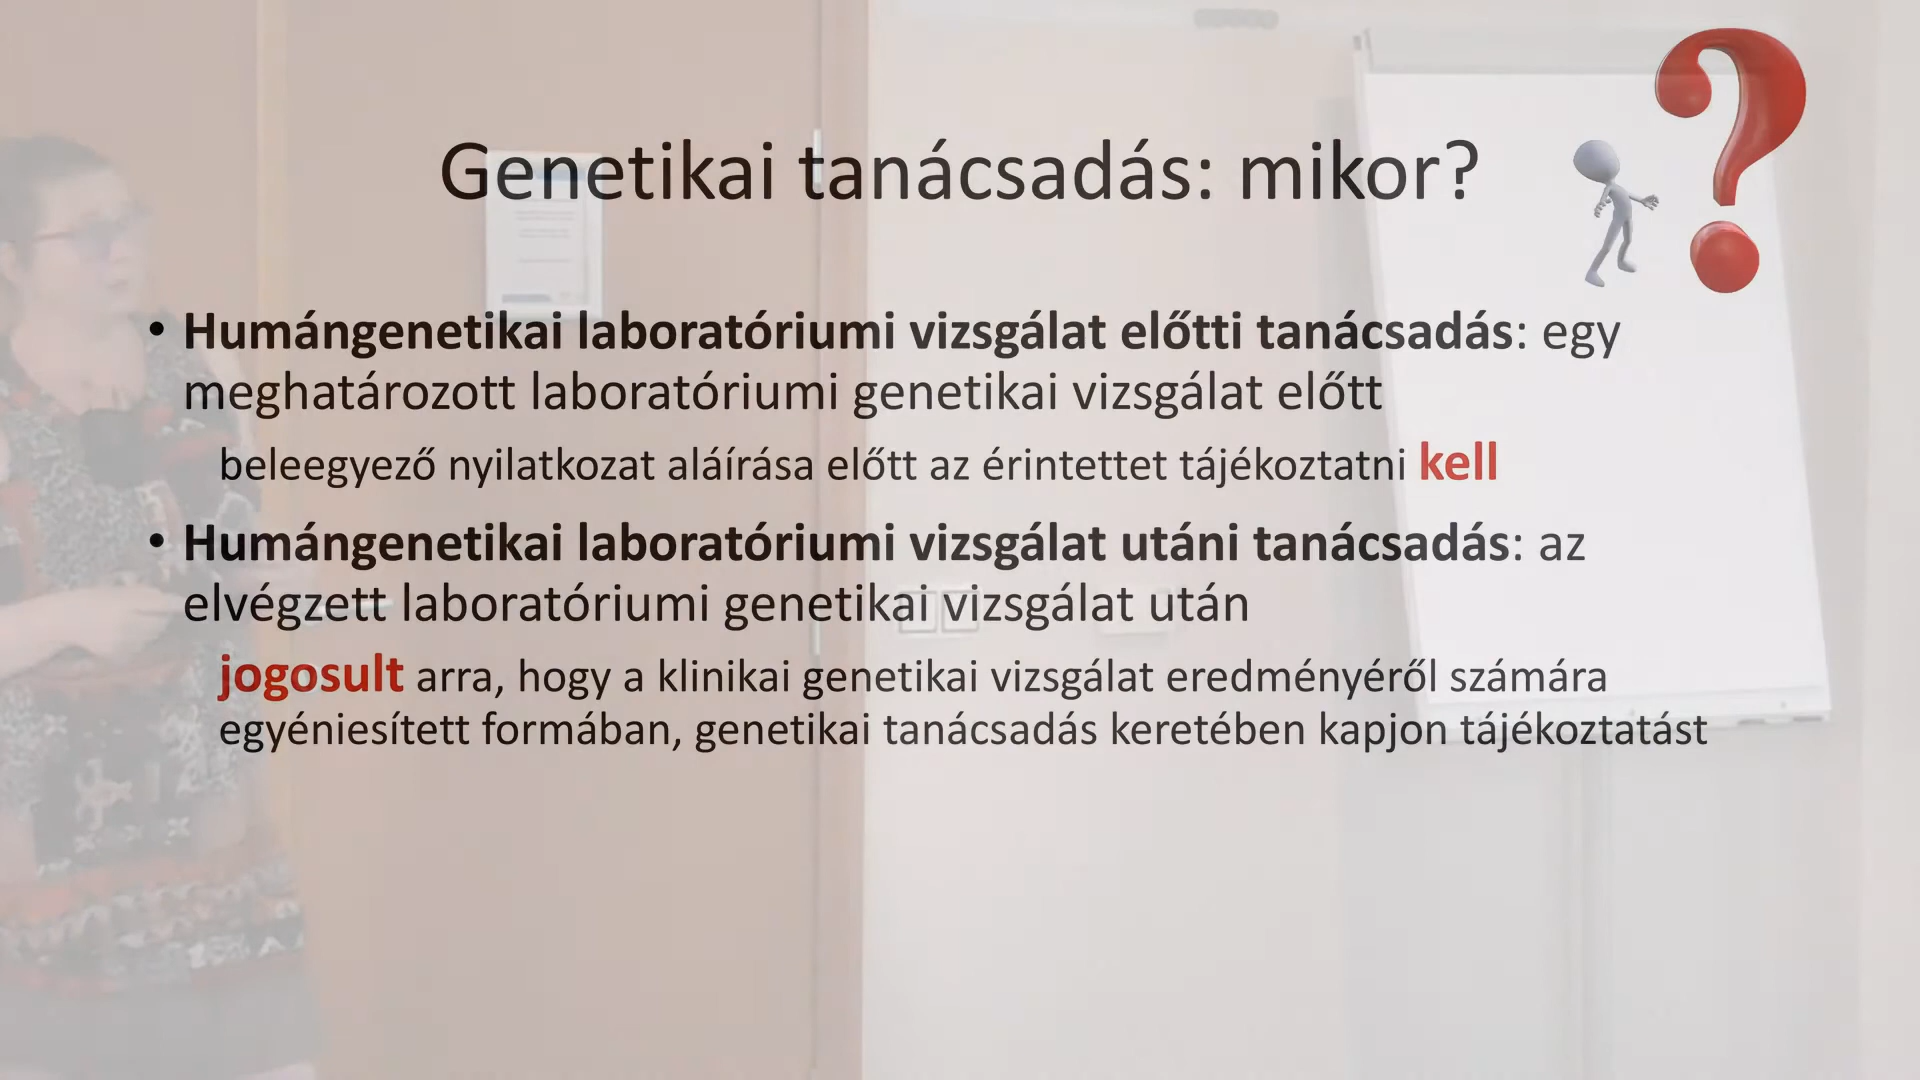 Genetikai tanácsadás: mikor?
• Humángenetikai laboratóriumi vizsgálat előtti tanácsadás: egy
meghatározott laboratóriumi genetikai vizsgálat előtt
beleegyező nyilatkozat aláírása előtt az érintettet tájékoztatni kell
• Humángenetikai laboratóriumi vizsgálat utáni tanácsadás: az
elvégzett laboratóriumi genetikai vizsgálat után
jogosult arra, hogy a klinikai genetikai vizsgálat eredményéről számára
egyéniesített formában, genetikai tanácsadás keretében kapjon tájékoztatást